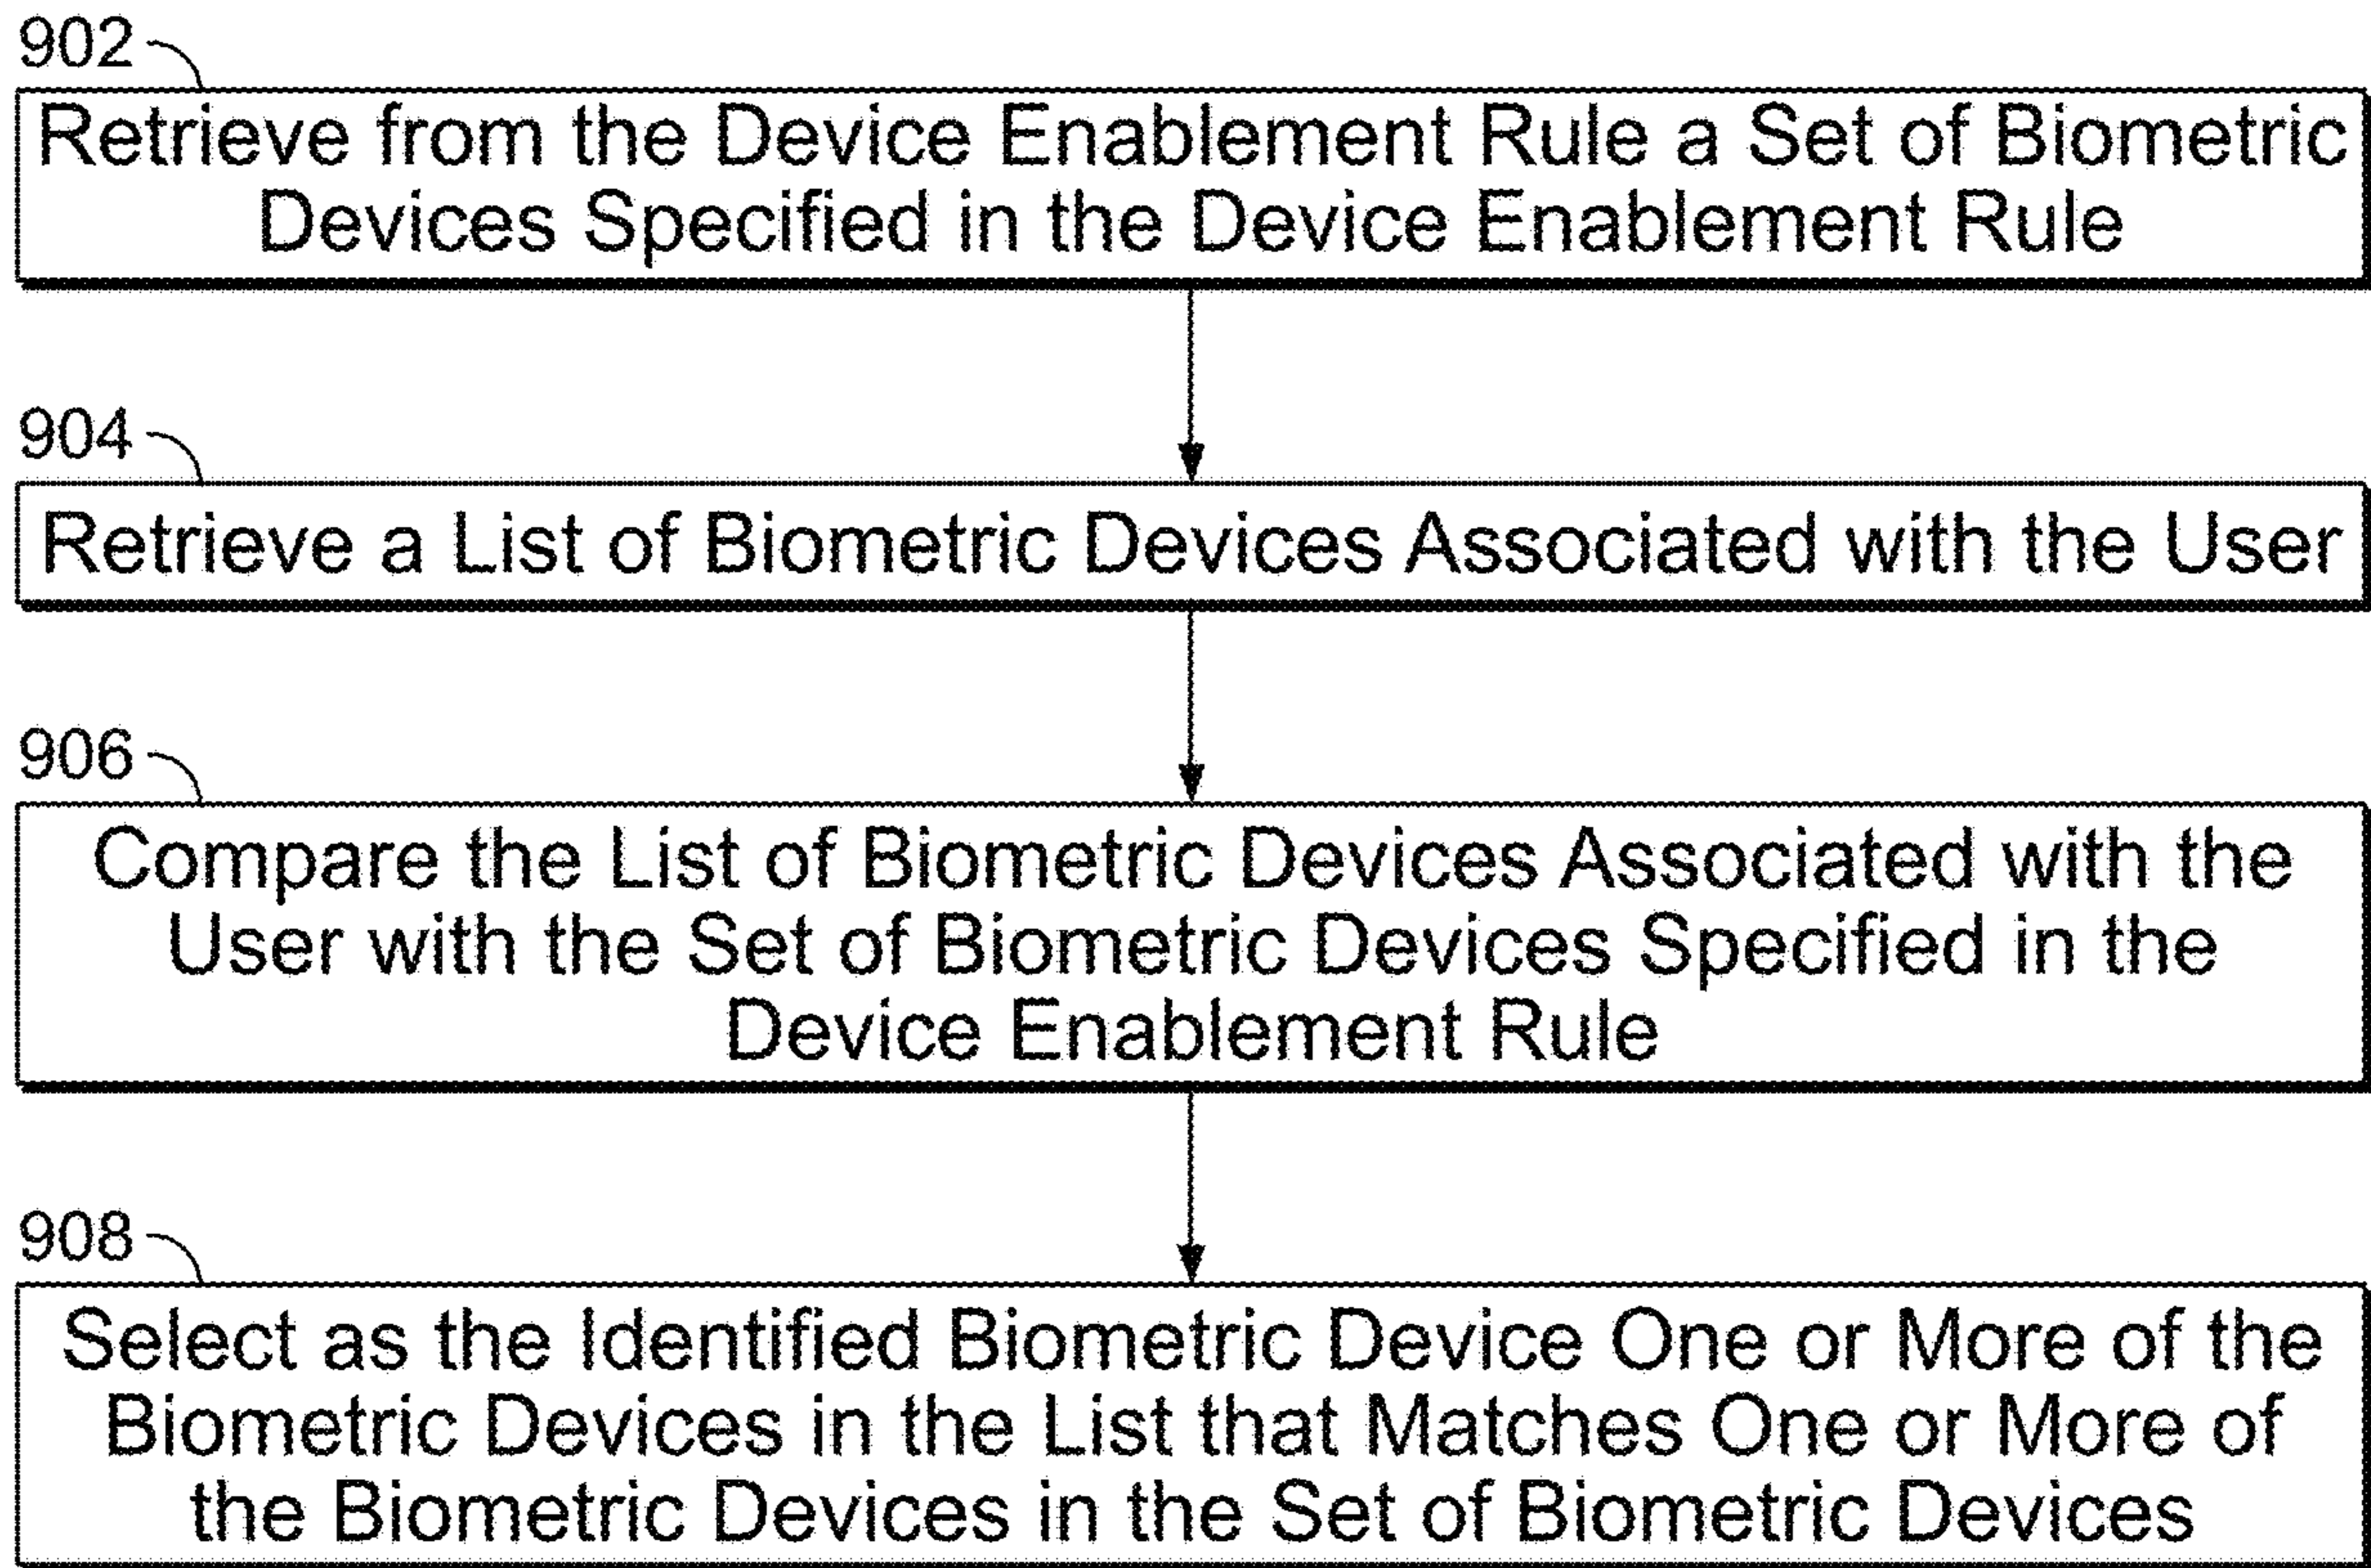 902
Retrieve from the Device Enablement Rule a Set of Biometric
Devices Specified in the Device Enablement Rule
904
Retrieve a List of Biometric Devices Associated with the User
906
Compare the List of Biometric Devices Associated with the
User with the Set of Biometric Devices Specified in the
Device Enablement Rule
908
Select as the Identified Biometric Device One or More of the
Biometric Devices in the List that Matches One or More of
the Biometric Devices in the Set of Biometric Devices